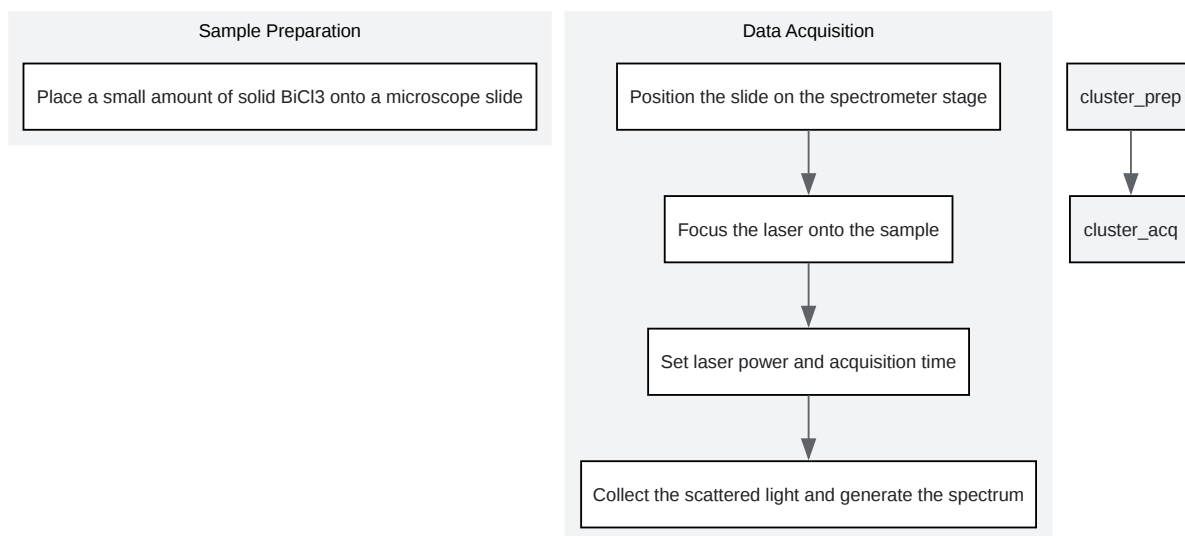 Sample Preparation
Place a small amount of solid BiCl3 onto a microscope slide
Data Acquisition
Position the slide on the spectrometer stage
Focus the laser onto the sample
Set laser power and acquisition time
Collect the scattered light and generate the spectrum
cluster_prep
cluster_acq